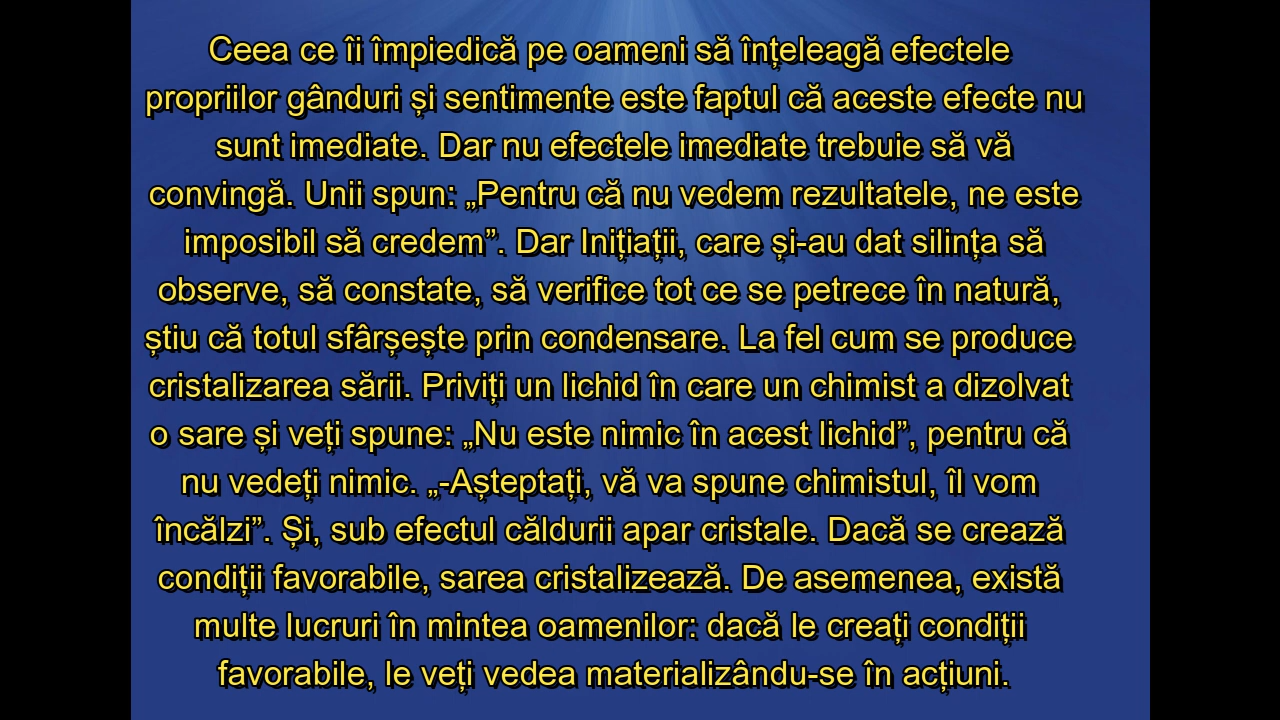 Ceea ce îi împiedică pe oameni să înțeleagă efectele
propriilor gânduri și sentimente este faptul că aceste efecte nu
sunt imediate. Dar nu efectele imediate trebuie să vă
convingă. Unii spun: „Pentru că nu vedem rezultatele, ne este
imposibil să credem”. Dar Inițiații, care și-au dat silința să
observe, să constate, să verifice tot ce se petrece în natură,
știu că totul sfârșește prin condensare. La fel cum se produce
cristalizarea sării. Priviți un lichid în care un chimist a dizolvat
o sare și veți spune: „Nu este nimic în acest lichid”, pentru că
nu vedeți nimic. „-Așteptați, vă va spune chimistul, îl vom
încălzi”. Și, sub efectul căldurii apar cristale. Dacă se crează
condiții favorabile, sarea cristalizează. De asemenea, există
multe lucruri în mintea oamenilor: dacă le creați condiții
favorabile, le veți vedea materializându-se în acțiuni.